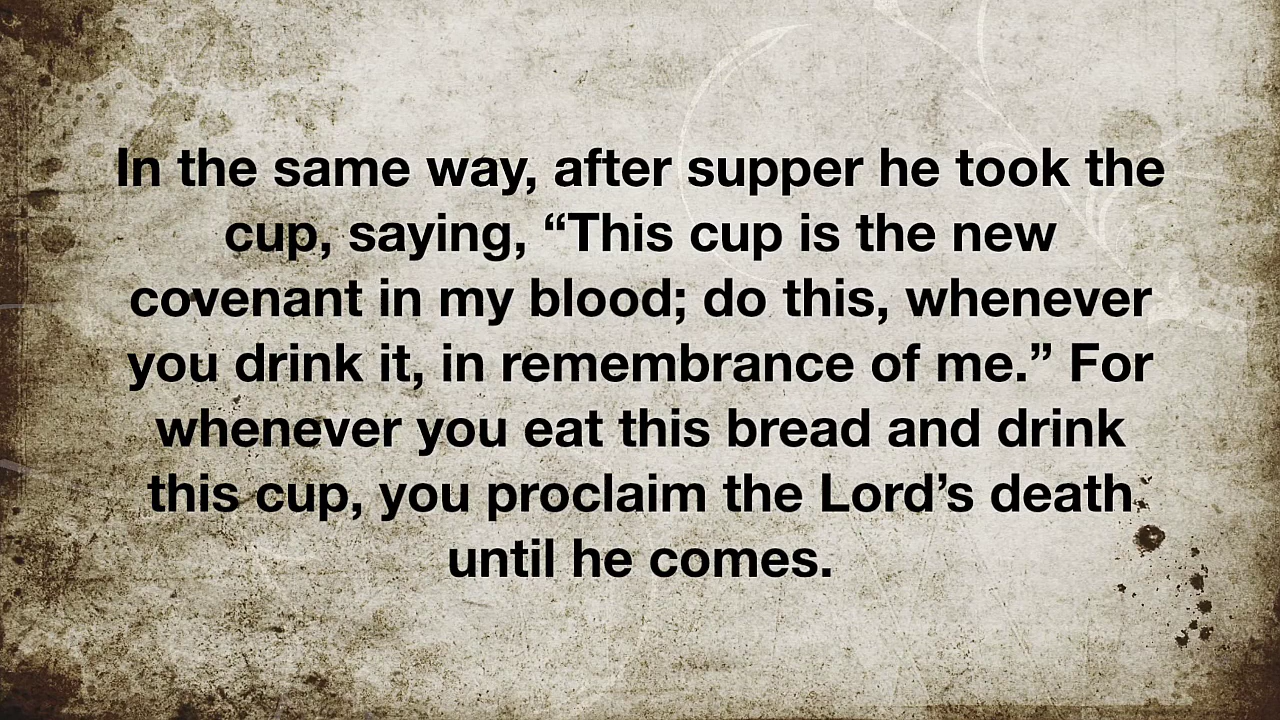 In the same way, after supper he took the
cup, saying, “This cup is the new
covenant in my blood; do this, whenever
you drink it, in remembrance of me.” For
whenever you eat this bread and drink
this cup, you proclaim the Lord’s death
until he comes.